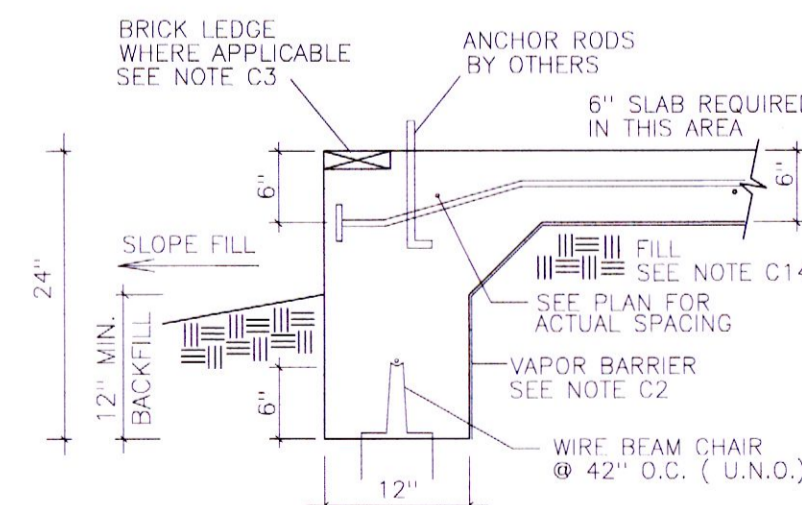 BRICK LEDGE
WHERE APPLICABLE
SEE NOTE C3
ANCHOR RODS
BY OTHERS
6" SLAB REQUIRED
IN THIS AREA
6"
6"
24"
SLOPE FILL
12" MIN.
BACKFILL
6"
FILL
SEE NOTE C14
SEE PLAN FOR
ACTUAL SPACING
VAPOR BARRIER
SEE NOTE C2
WIRE BEAM CHAIR
@ 42" O.C. ( U.N.O.)
12"